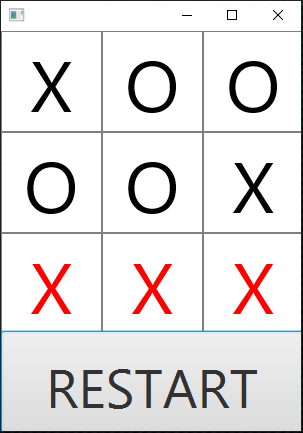 X O O
O O X
X X X
RESTART